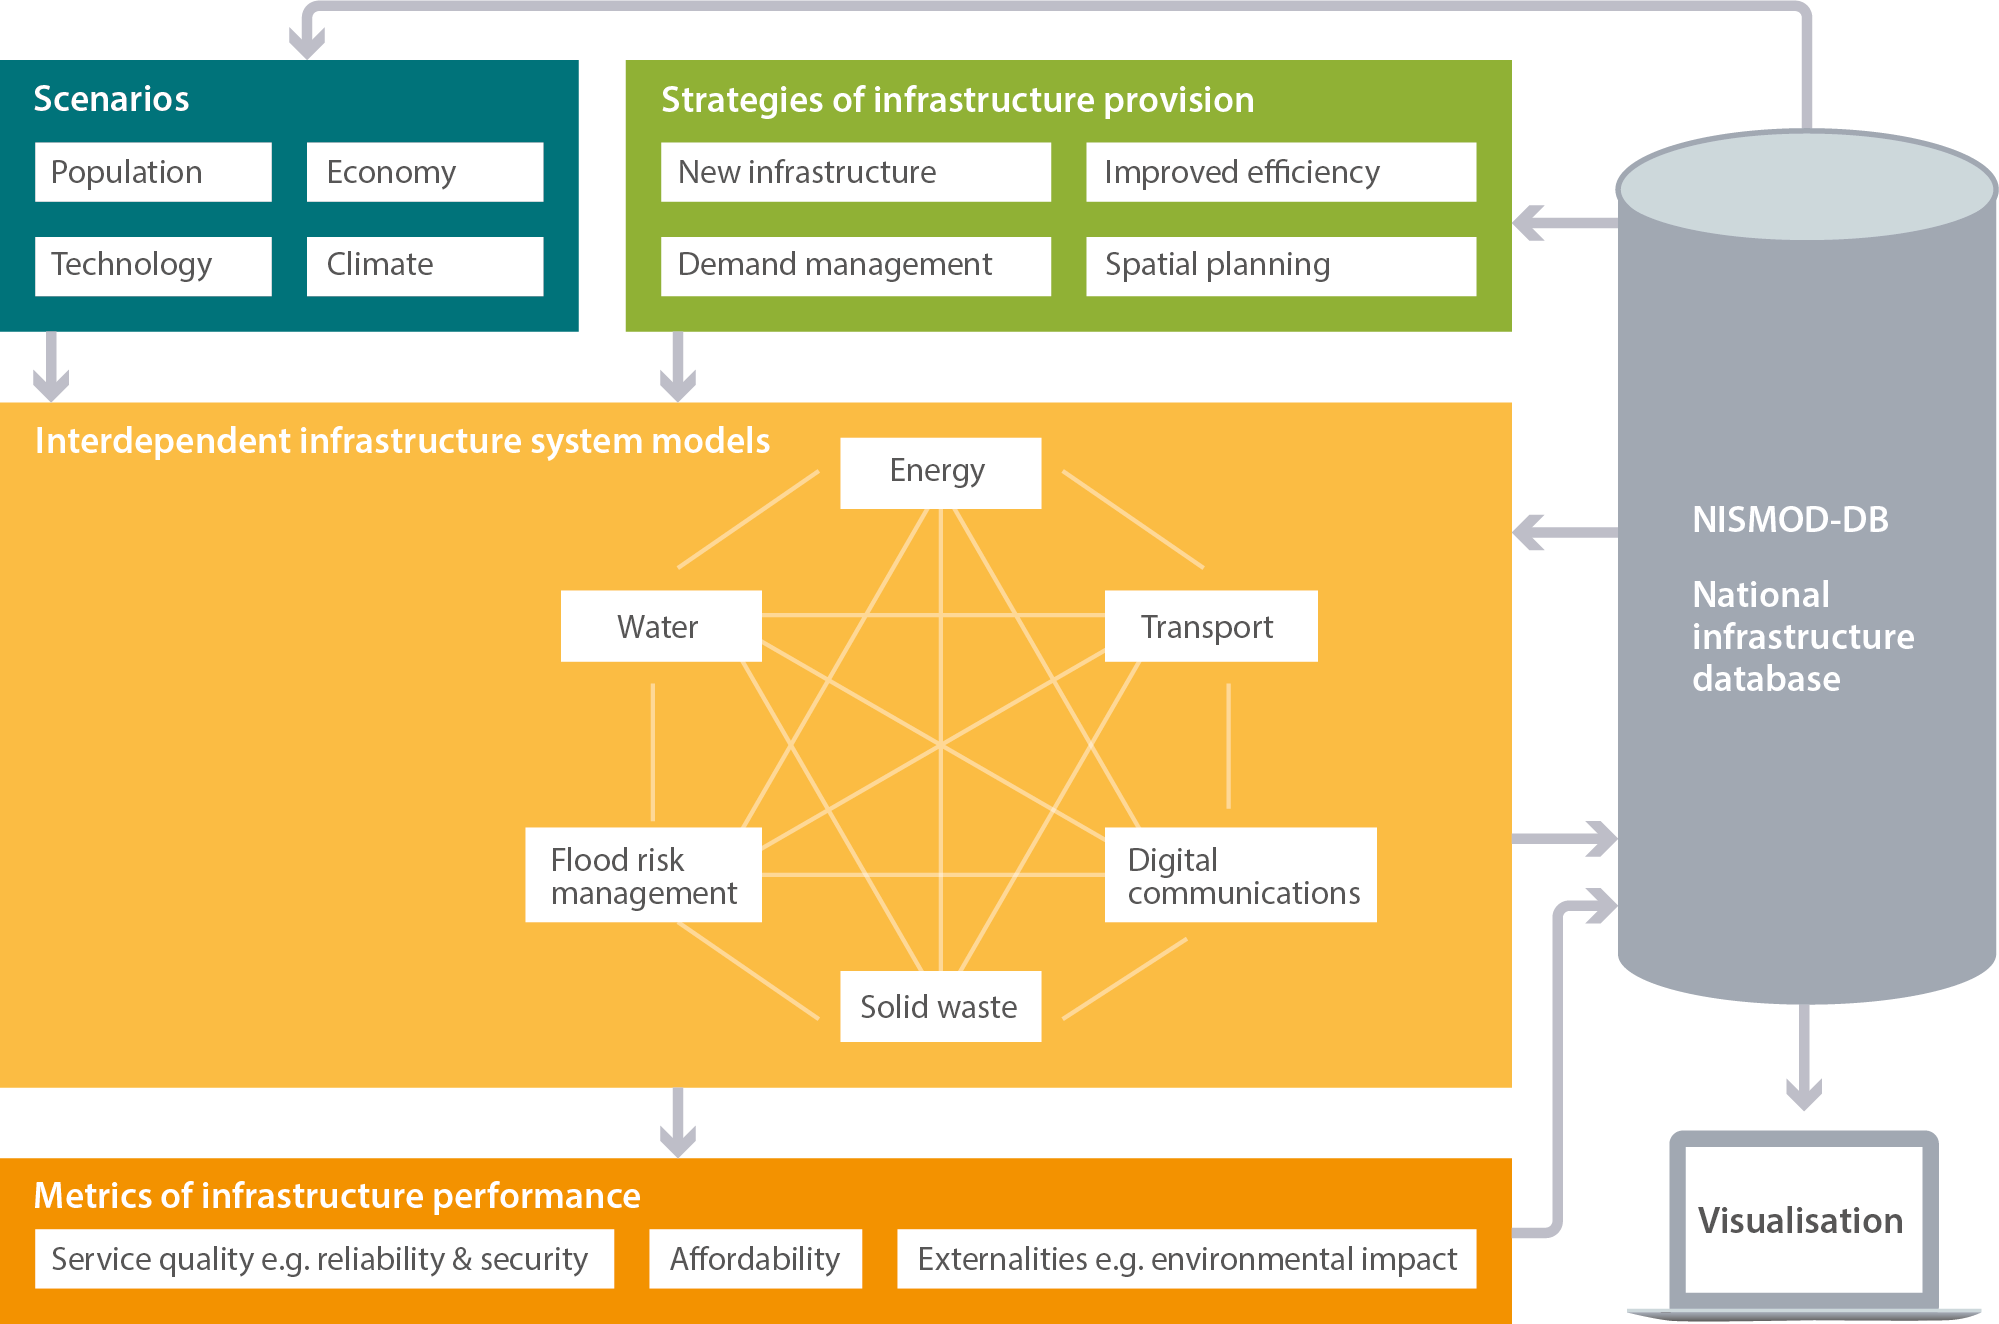 Scenarios
Population
Economy
Technology
Climate
Strategies of infrastructure provision
New infrastructure
Improved efficiency
Demand management
Spatial planning
Interdependent infrastructure system models
Energy
Water
Transport
Flood risk
management
Digital
communications
Solid waste
Metrics of infrastructure performance
Service quality e.g. reliability & security
Affordability
Externalities e.g. environmental impact
NISMOD-DB
National
infrastructure
database
Visualisation